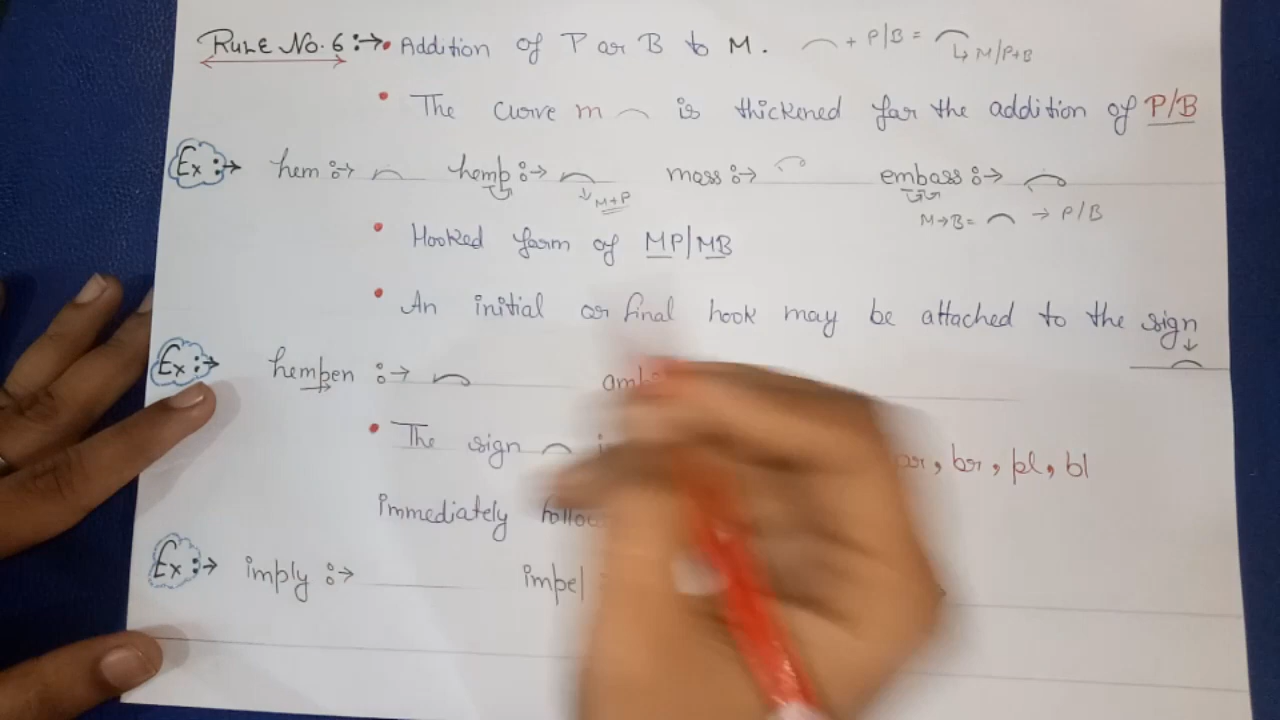 Rule No. 6 :→ • Addition of P or B to M. + P/B = ↳ M/P+B
• The curve m is thickened for the addition of P/B
Ex :→ hem :→ hemp :→ mass :→ embass :→
↓ M+P M→B = → P/B
• Hooked form of MP/MB
• An initial or final hook may be attached to the sign
↓
Ex :→ hempen :→
• The sign br, pl, bl
immediately
Ex :→ imply :→ impel